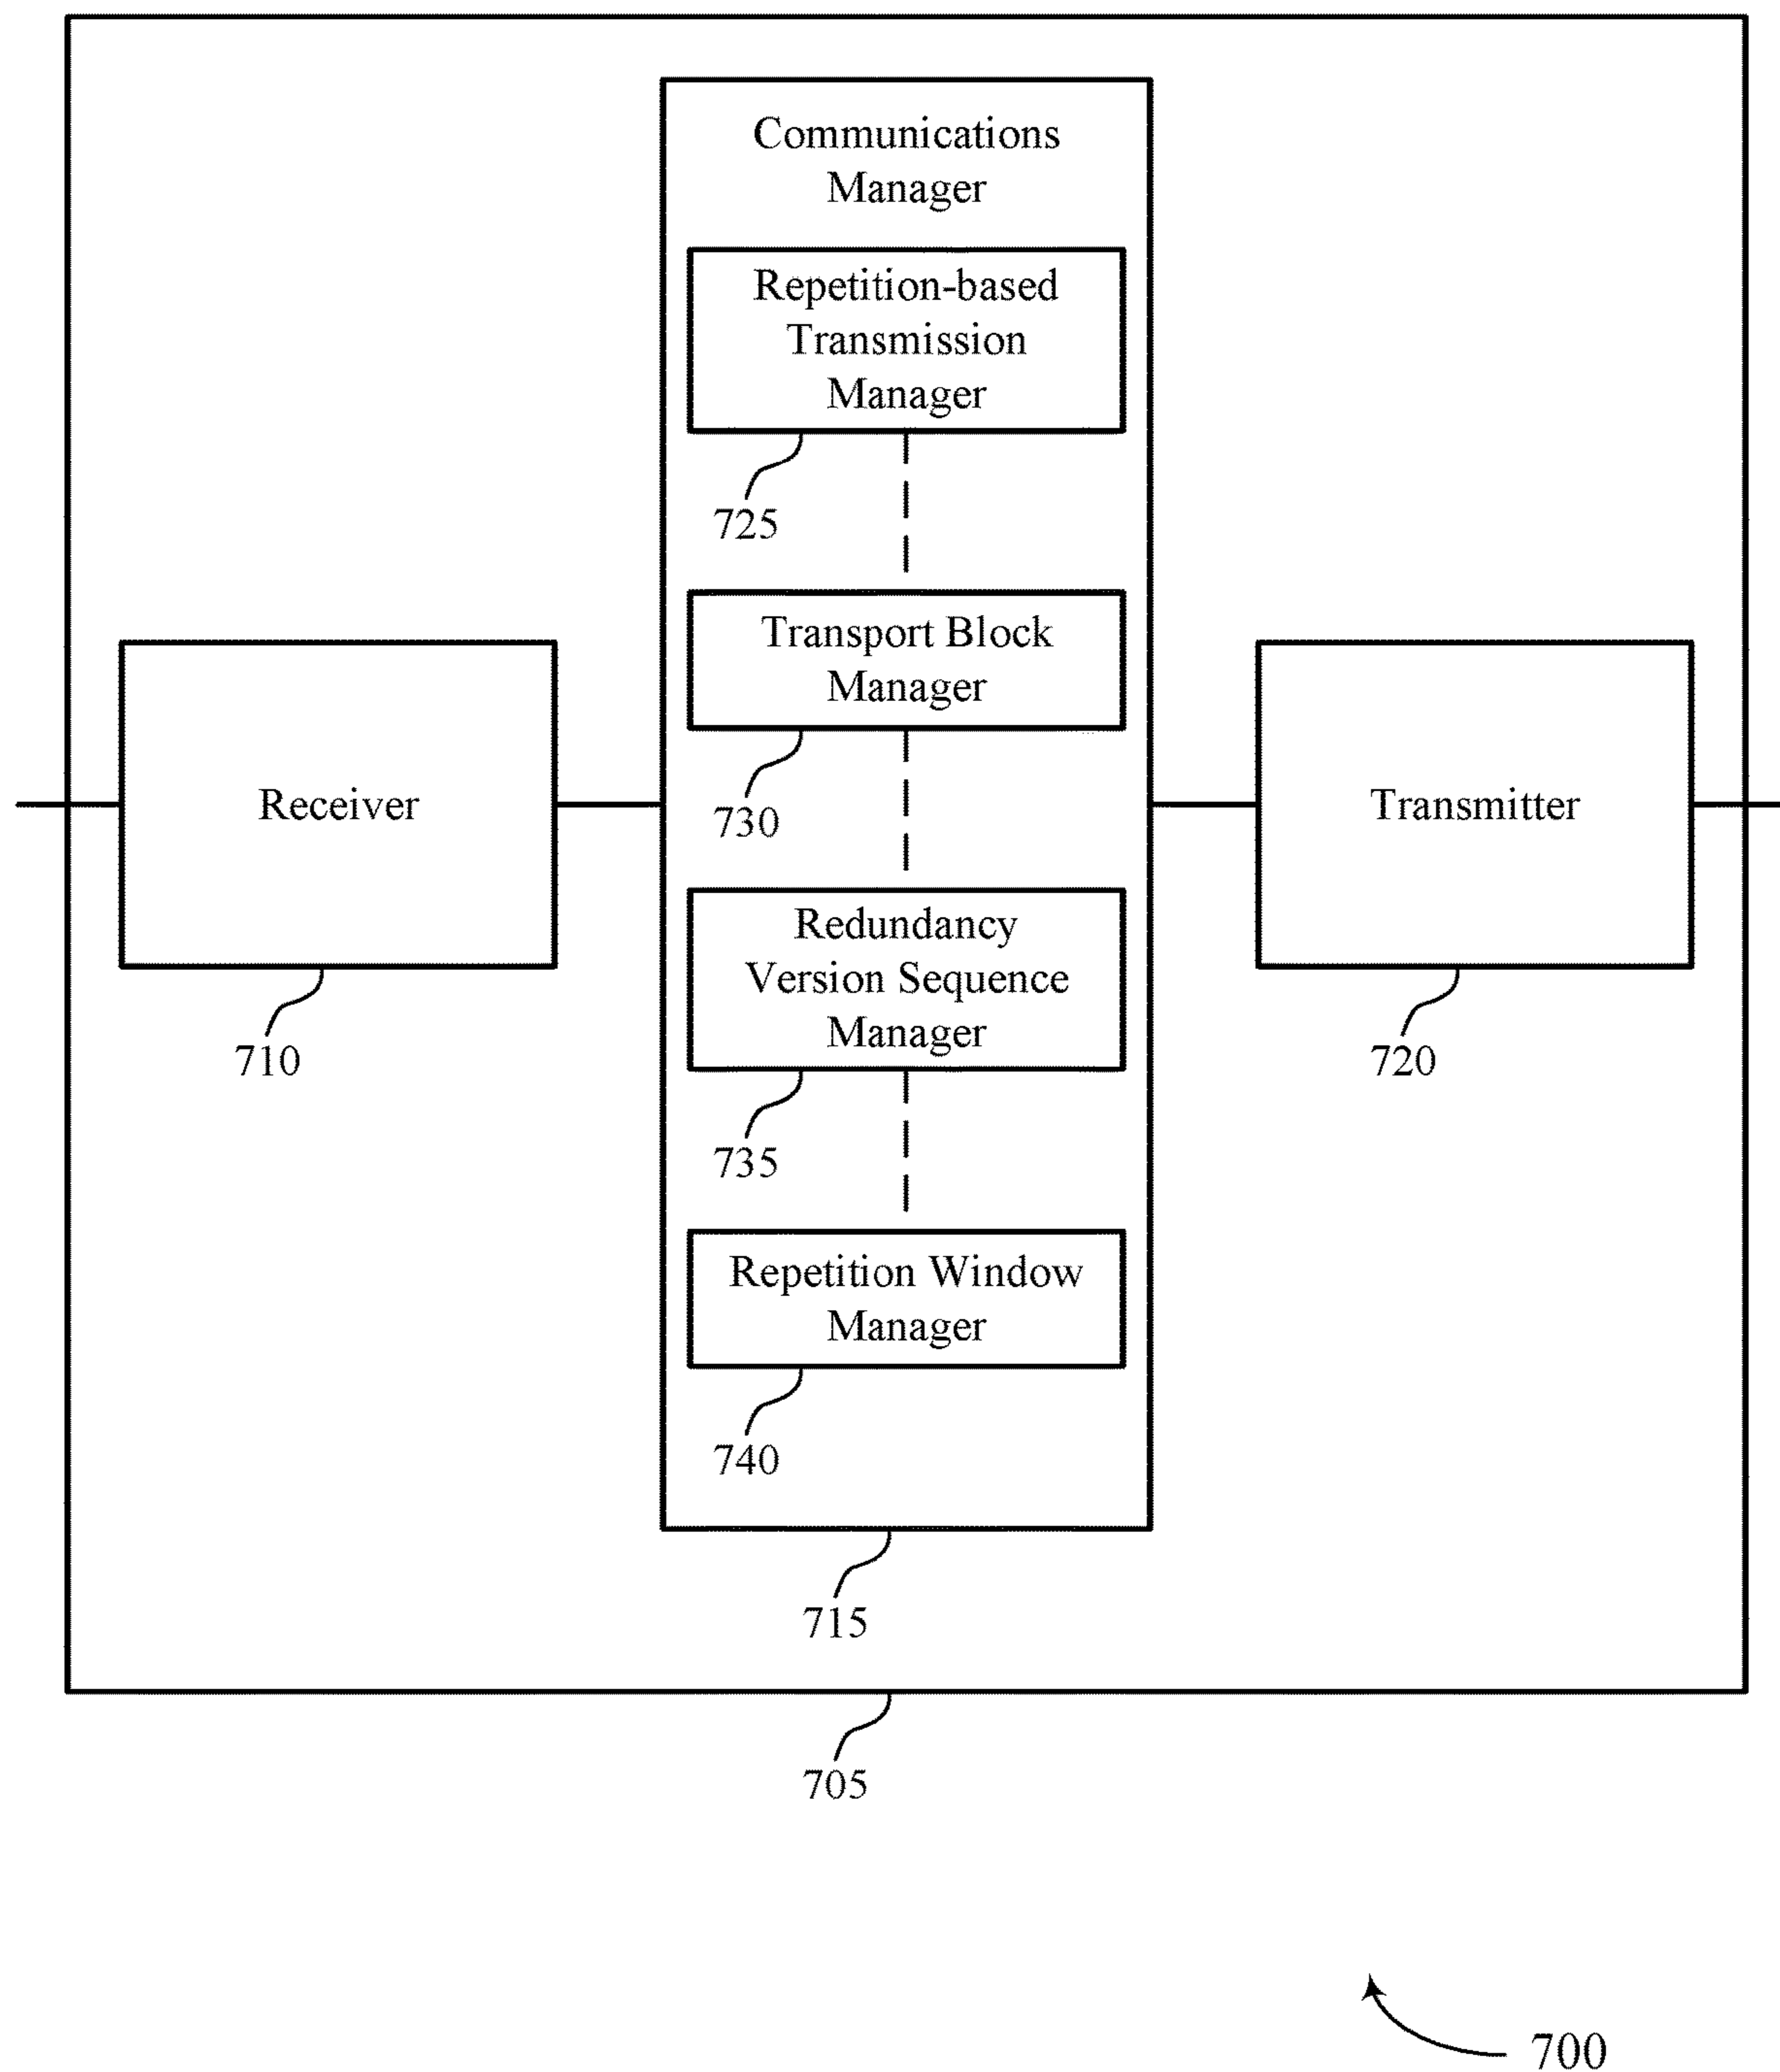 Communications
Manager
Repetition-based
Transmission
Manager
725
Transport Block
Manager
730
Receiver
710
Transmitter
720
Redundancy
Version Sequence
Manager
735
Repetition Window
Manager
740
715
705
700